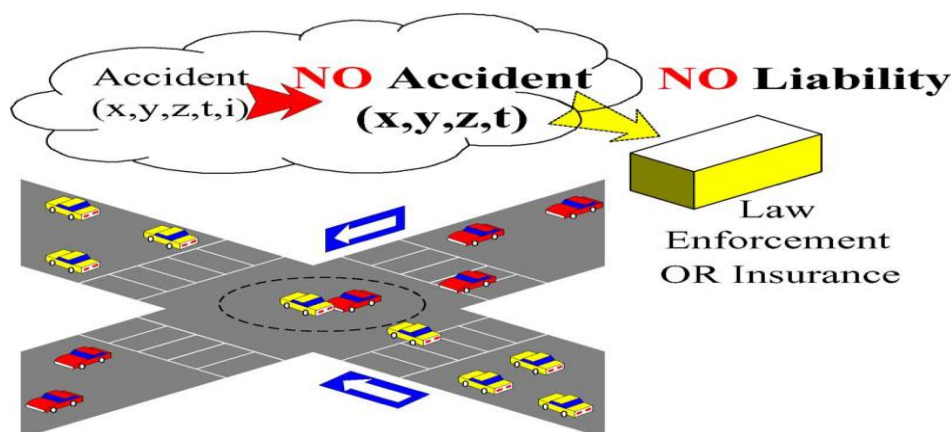 Accident
(x,y,z,t,i)
NO Accident
(x,y,z,t)
NO Liability
Law
Enforcement
OR Insurance